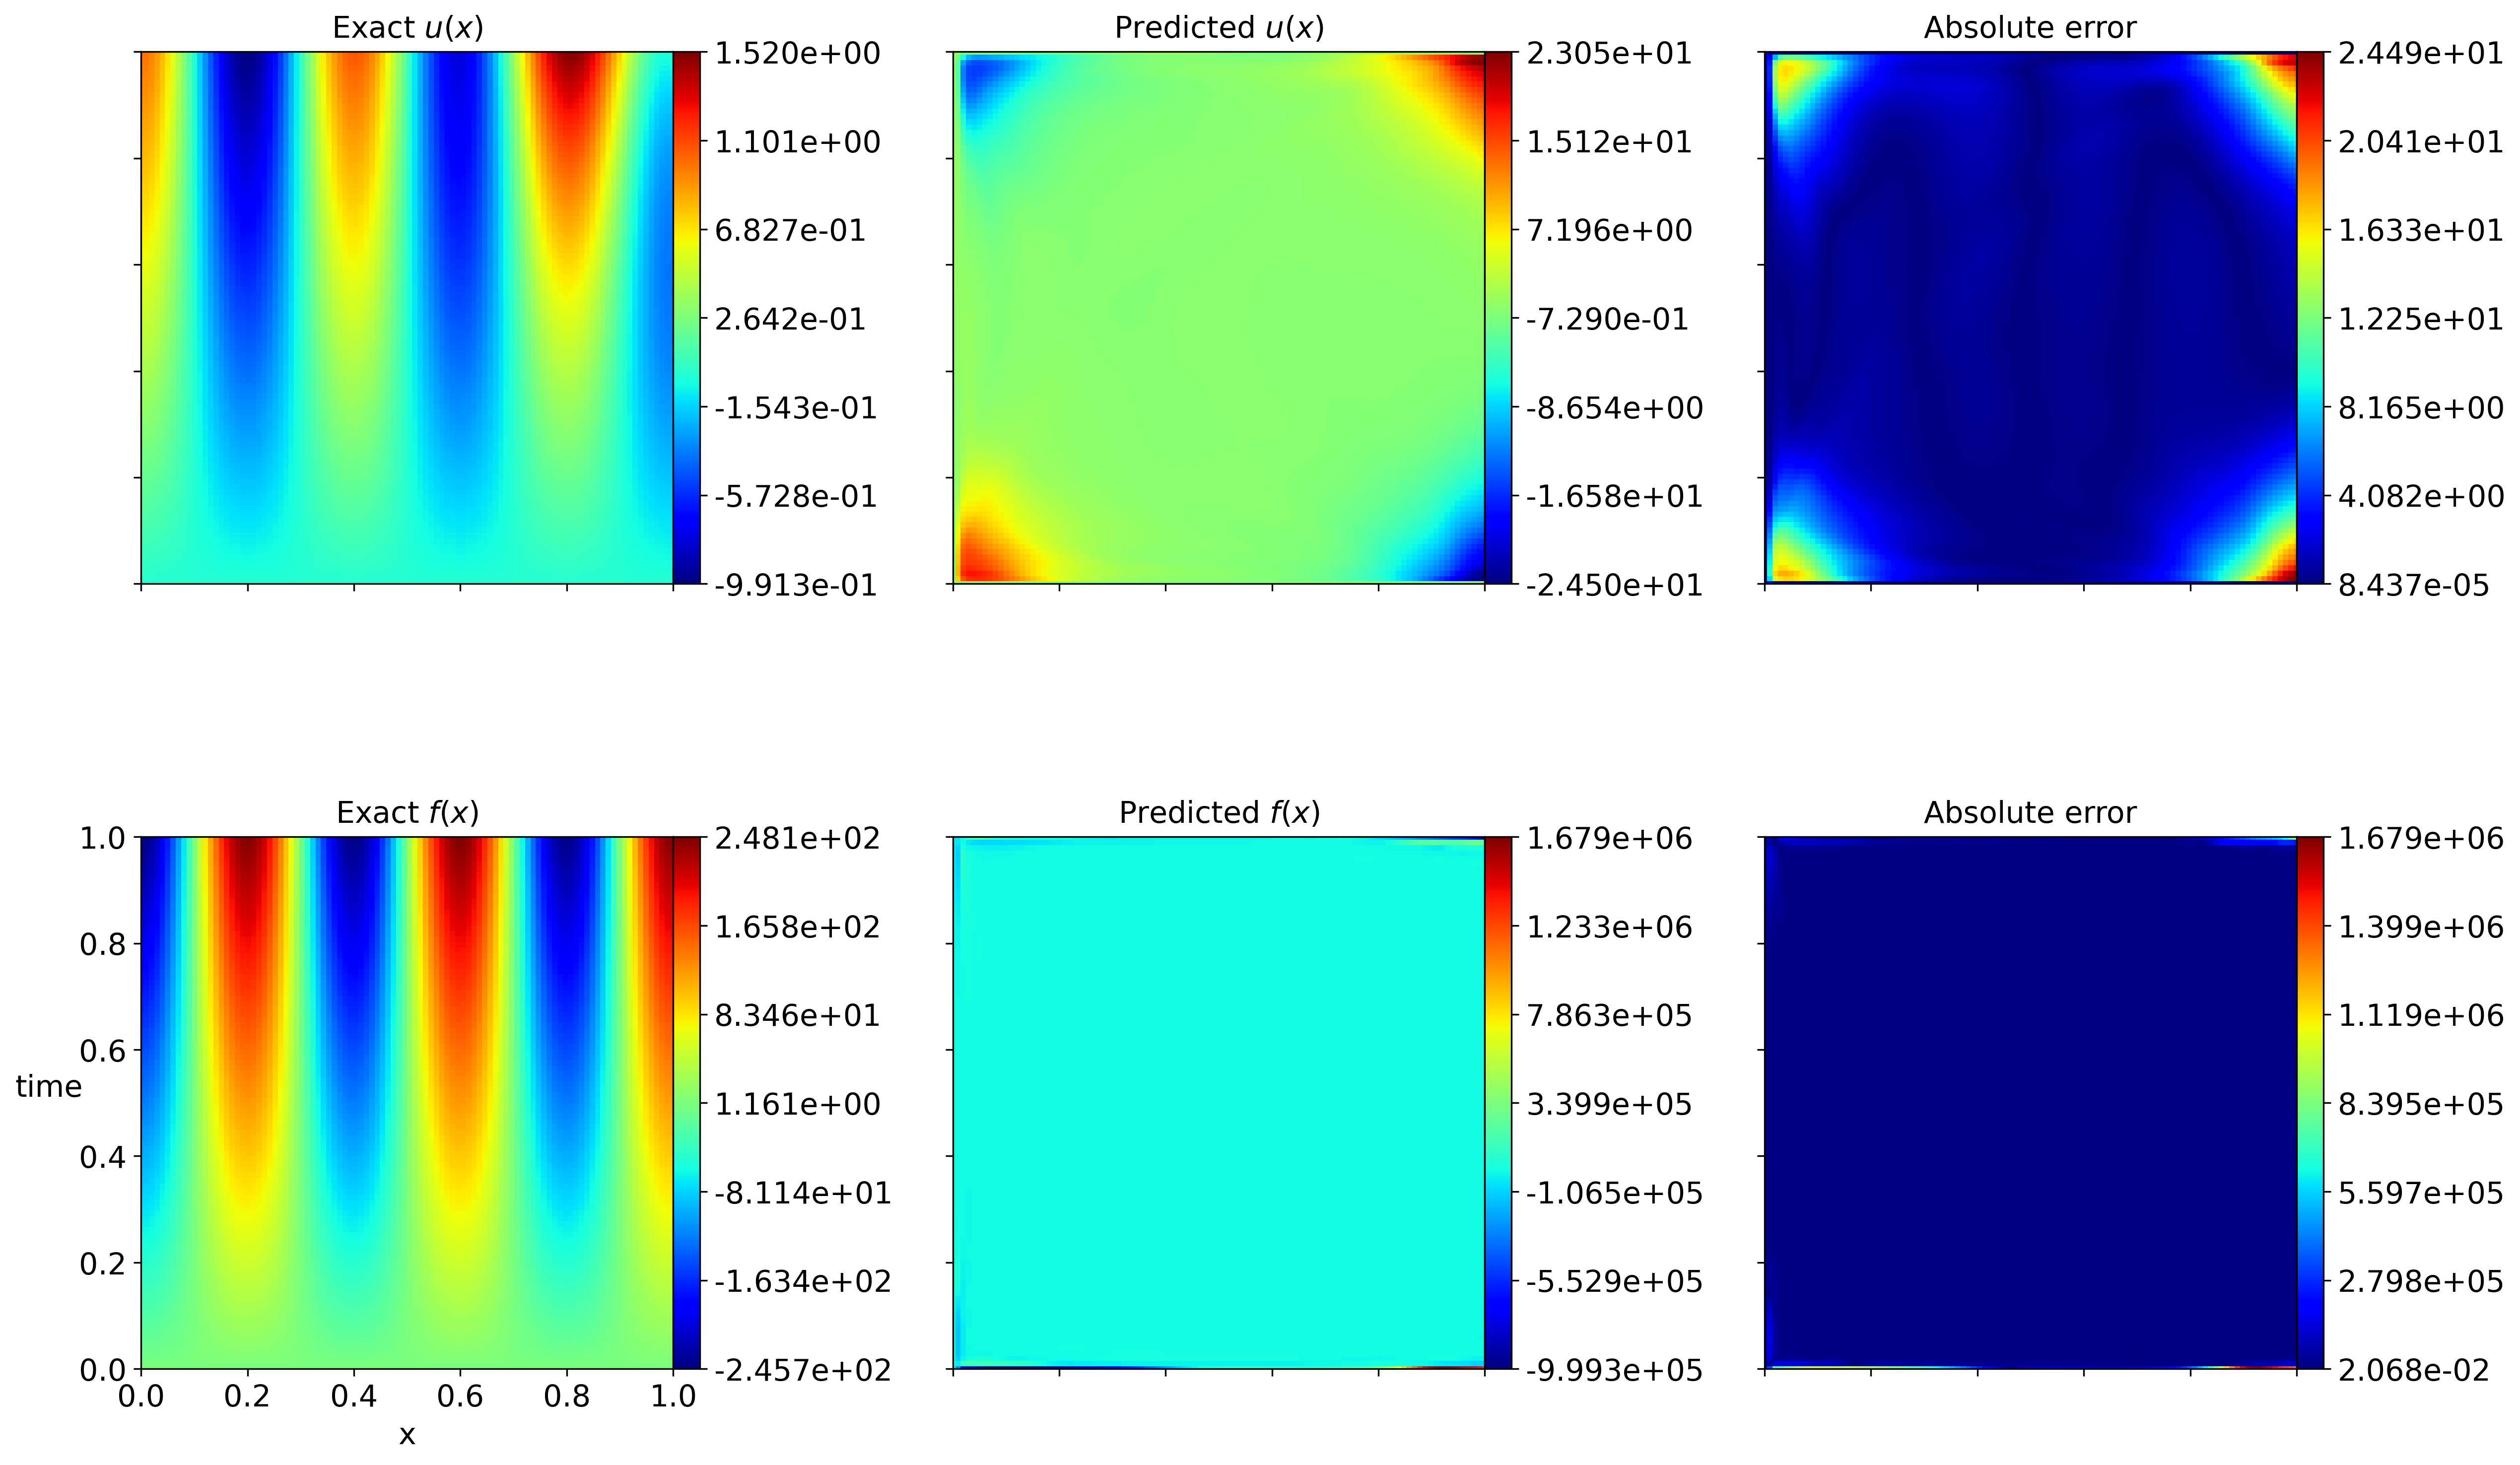 Exact u(x)
1.520e+00
1.101e+00
6.827e-01
2.642e-01
-1.543e-01
-5.728e-01
-9.913e-01
Predicted u(x)
2.305e+01
1.512e+01
7.196e+00
-7.290e-01
-8.654e+00
-1.658e+01
-2.450e+01
Absolute error
2.449e+01
2.041e+01
1.633e+01
1.225e+01
8.165e+00
4.082e+00
8.437e-05
Exact f(x)
1.0
0.8
0.6
0.4
0.2
0.0
time
0.0 0.2 0.4 0.6 0.8 1.0
x
2.481e+02
1.658e+02
8.346e+01
1.161e+00
-8.114e+01
-1.634e+02
-2.457e+02
Predicted f(x)
1.679e+06
1.233e+06
7.863e+05
3.399e+05
-1.065e+05
-5.529e+05
-9.993e+05
Absolute error
1.679e+06
1.399e+06
1.119e+06
8.395e+05
5.597e+05
2.798e+05
2.068e-02